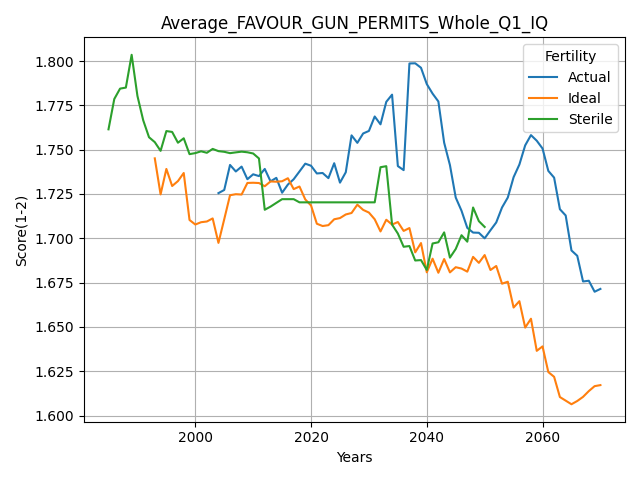 Average_FAVOUR_GUN_PERMITS_Whole_Q1_IQ
Fertility
Actual
Ideal
Sterile
Score(1-2)
1.800
1.775
1.750
1.725
1.700
1.675
1.650
1.625
1.600
2000
2020
2040
2060
Years